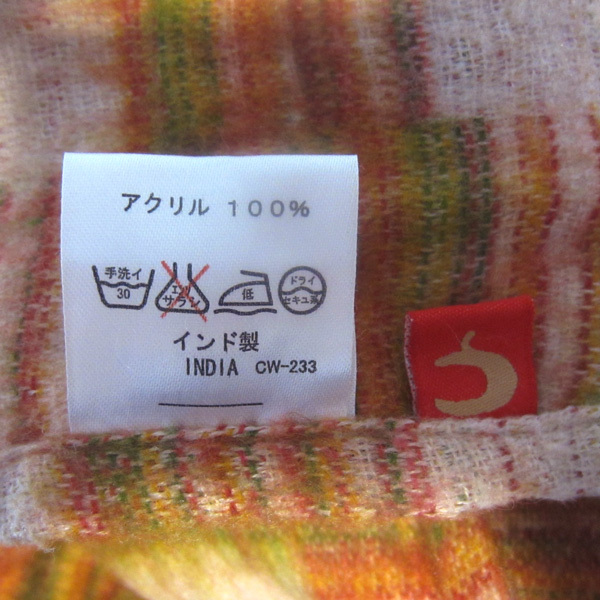 アクリル 100%
手洗イ 30 エンソ サラシ 低 ドライ セキユ系
インド製
INDIA CW-233